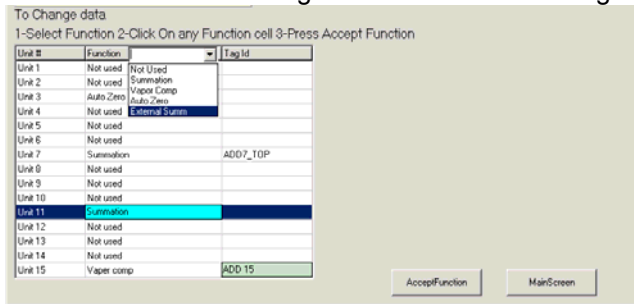 To Change data
1-Select Function 2-Click On any Function cell 3-Press Accept Function
Unit # Function Tag Id
Unit 1 Not used Not Used
Unit 2 Not used Summation
Unit 3 Auto Zero Vapor Comp
Auto Zero
Unit 4 Not used External Summ
Unit 5 Not used
Unit 6 Not used
Unit 7 Summation ADD7_TOP
Unit 8 Not used
Unit 9 Not used
Unit 10 Not used
Unit 11 Summation
Unit 12 Not used
Unit 13 Not used
Unit 14 Not used
Unit 15 Vaper comp ADD 15
AcceptFunction MainScreen